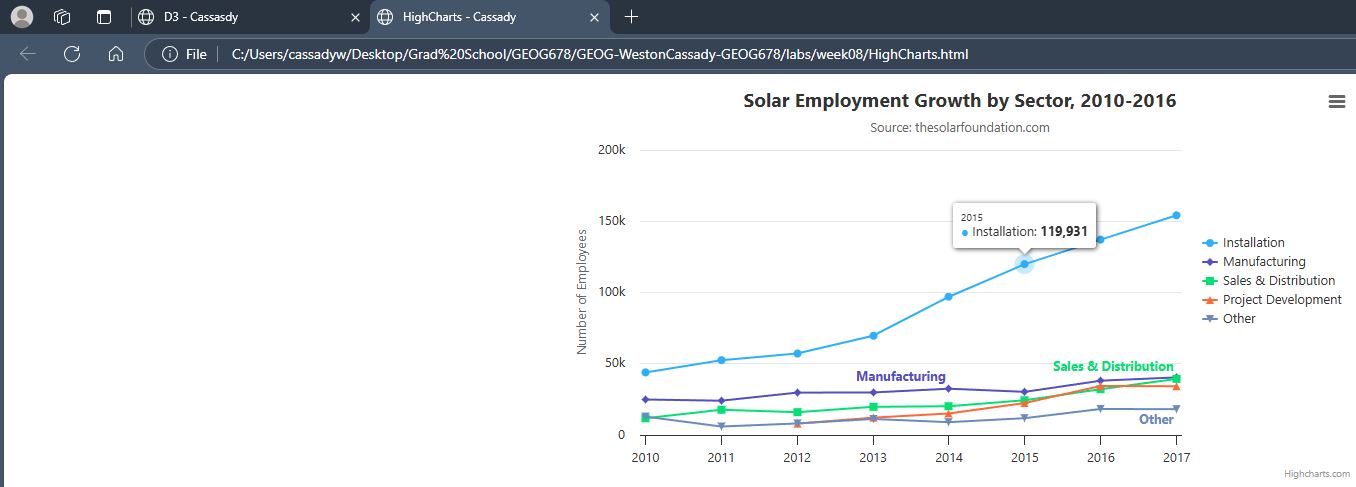 D3 - Cassasdy
HighCharts - Cassady
File
C:/Users/cassadyw/Desktop/Grad%20School/GEOG678/GEOG-WestonCassady-GEOG678/labs/week08/HighCharts.html
Solar Employment Growth by Sector, 2010-2016
Source: thesolarfoundation.com
Number of Employees
200k
150k
100k
50k
0
2015
Installation: 119,931
Manufacturing
Sales & Distribution
Other
2010 2011 2012 2013 2014 2015 2016 2017
Installation
Manufacturing
Sales & Distribution
Project Development
Other
Highcharts.com